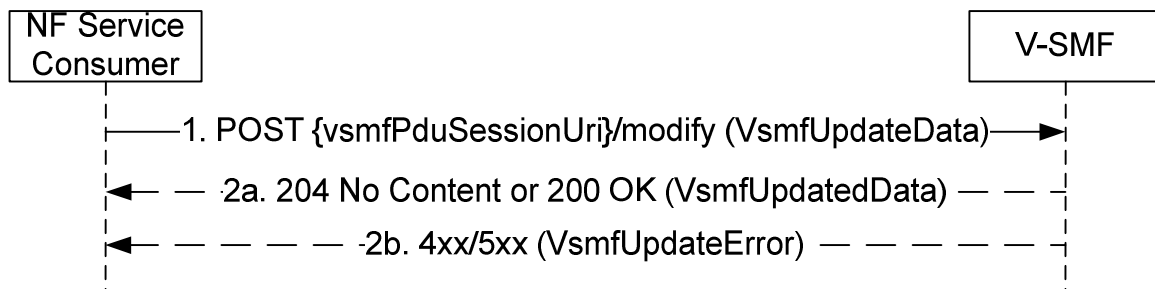 NF Service
Consumer
V-SMF
1. POST {vsmfPduSessionUri}/modify (VsmfUpdateData)
2a. 204 No Content or 200 OK (VsmfUpdatedData)
2b. 4xx/5xx (VsmfUpdateError)